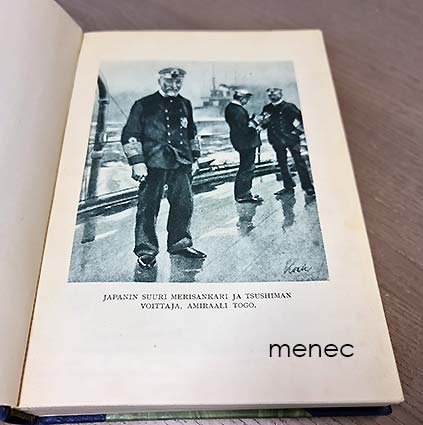 JAPANIN SUURI MERISANKARI JA TSUSHIMAN
VOITTAJA, AMIRAALI TOGO.
menec